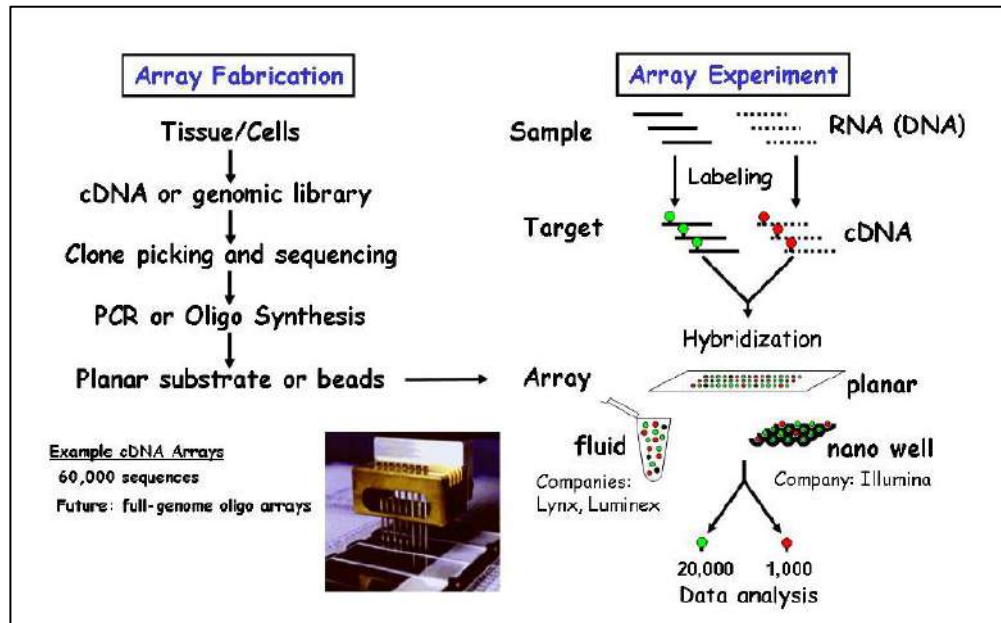 Array Fabrication
Tissue/Cells
cDNA or genomic library
Clone picking and sequencing
PCR or Oligo Synthesis
Planar substrate or beads
Example cDNA Arrays
60,000 sequences
Future: full-genome oligo arrays
Array Experiment
Sample
RNA (DNA)
Labeling
Target
cDNA
Hybridization
Array
planar
fluid
nano well
Companies:
Lynx, Luminex
Company: Illumina
20,000
1,000
Data analysis